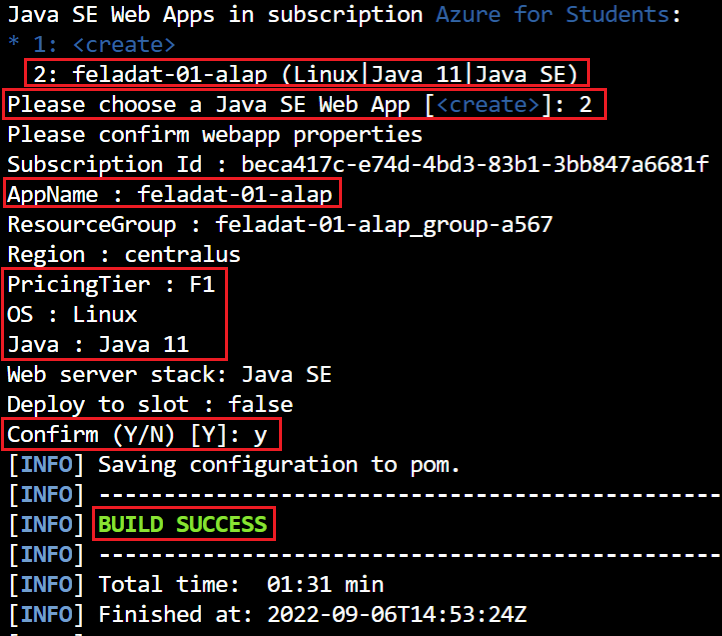 Java SE Web Apps in subscription Azure for Students:
* 1: <create>
2: feladat-01-alap (Linux|Java 11|Java SE)
Please choose a Java SE Web App [<create>]: 2
Please confirm webapp properties
Subscription Id : beca417c-e74d-4bd3-83b1-3bb847a6681f
AppName : feladat-01-alap
ResourceGroup : feladat-01-alap_group-a567
Region : centralus
PricingTier : F1
OS : Linux
Java : Java 11
Web server stack: Java SE
Deploy to slot : false
Confirm (Y/N) [Y]: y
[INFO] Saving configuration to pom.
[INFO] ------------------------------------------------
[INFO] BUILD SUCCESS
[INFO] ------------------------------------------------
[INFO] Total time:  01:31 min
[INFO] Finished at: 2022-09-06T14:53:24Z